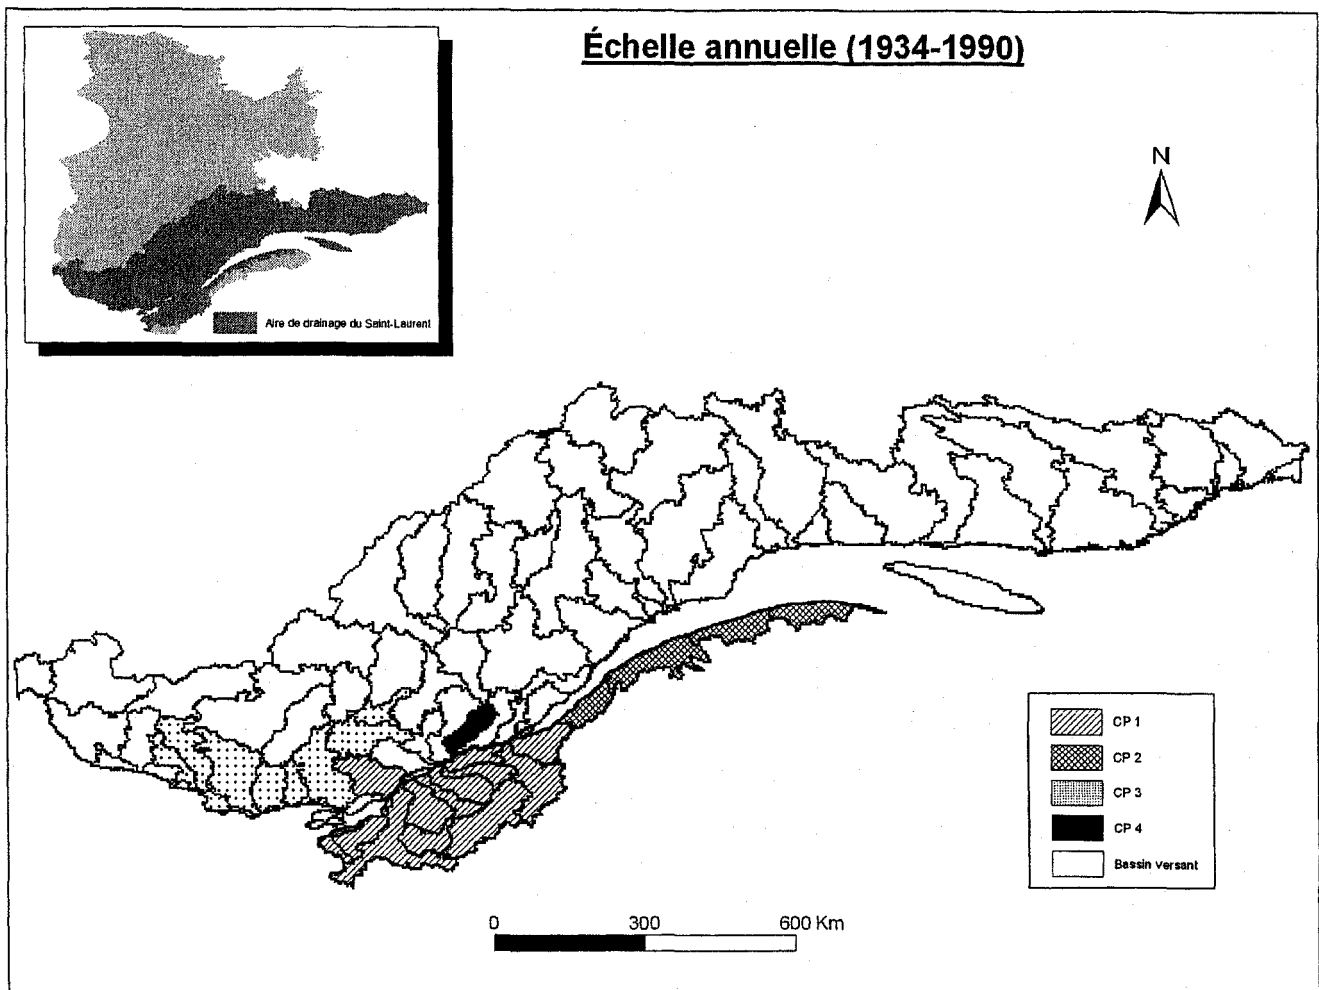 Échelle annuelle (1934-1990)
N
Aire de drainage du Saint-Laurent
CP 1
CP 2
CP 3
CP 4
Bassin versant
0 300 600 Km